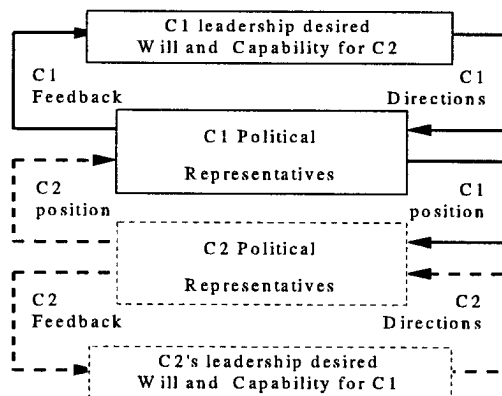 C1 leadership desired
Will and Capability for C2
C1
Feedback
C1
Directions
C1 Political
Representatives
C2
position
C1
position
C2 Political
Representatives
C2
Feedback
C2
Directions
C2's leadership desired
Will and Capability for C1